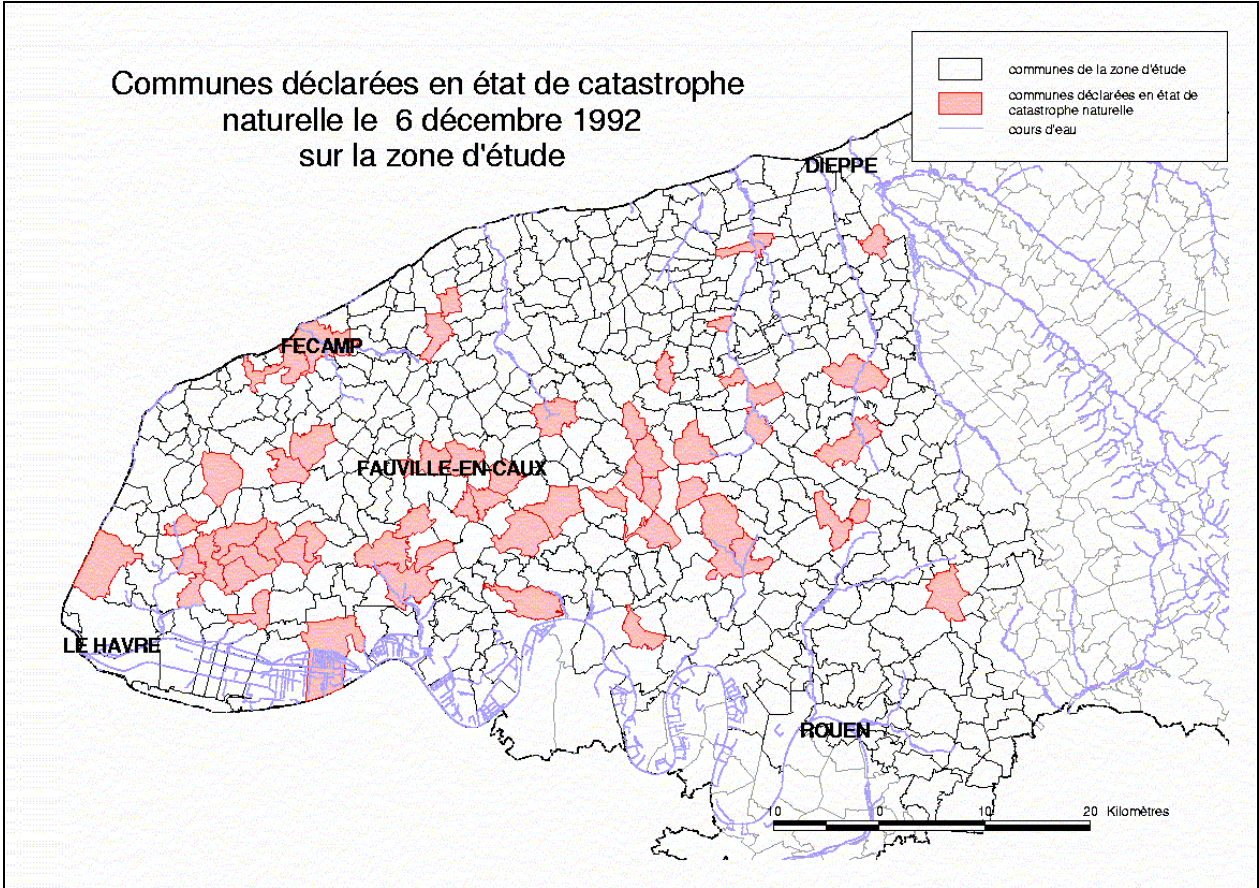 Communes déclarées en état de catastrophe
naturelle le 6 décembre 1992
sur la zone d'étude
communes de la zone d'étude
communes déclarées en état de
catastrophe naturelle
cours d'eau
DIEPPE
FECAMP
FAUVILLE-EN-CAUX
LE HAVRE
ROUEN
10 0 10 20 Kilomètres